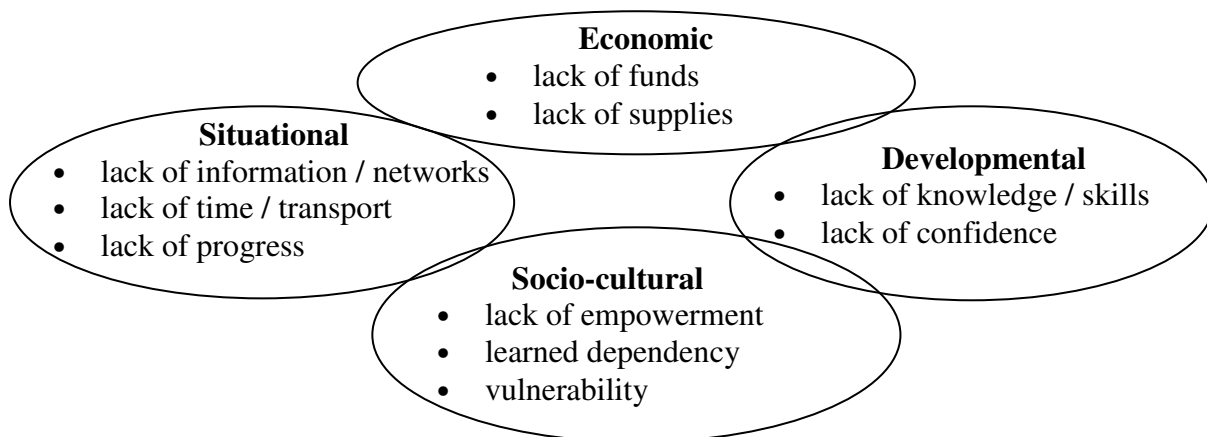 Economic
• lack of funds
• lack of supplies
Situational
• lack of information / networks
• lack of time / transport
• lack of progress
Developmental
• lack of knowledge / skills
• lack of confidence
Socio-cultural
• lack of empowerment
• learned dependency
• vulnerability